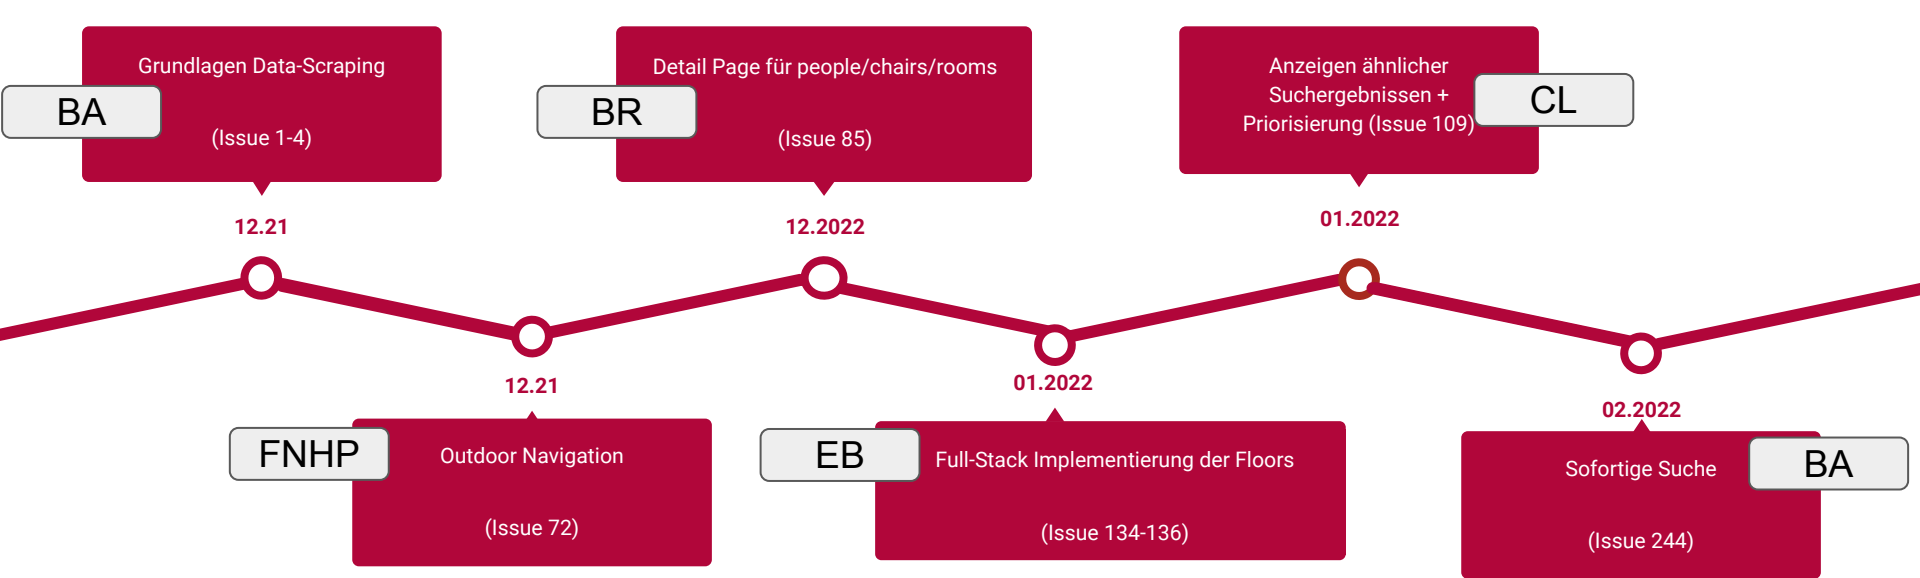 Grundlagen Data-Scraping
BA
(Issue 1-4)
12.21
Detail Page für people/chairs/rooms
BR
(Issue 85)
12.2022
Anzeigen ähnlicher
Suchergebnissen +
Priorisierung (Issue 109)
CL
01.2022
12.21
FNHP
Outdoor Navigation
(Issue 72)
01.2022
EB
Full-Stack Implementierung der Floors
(Issue 134-136)
02.2022
Sofortige Suche
BA
(Issue 244)